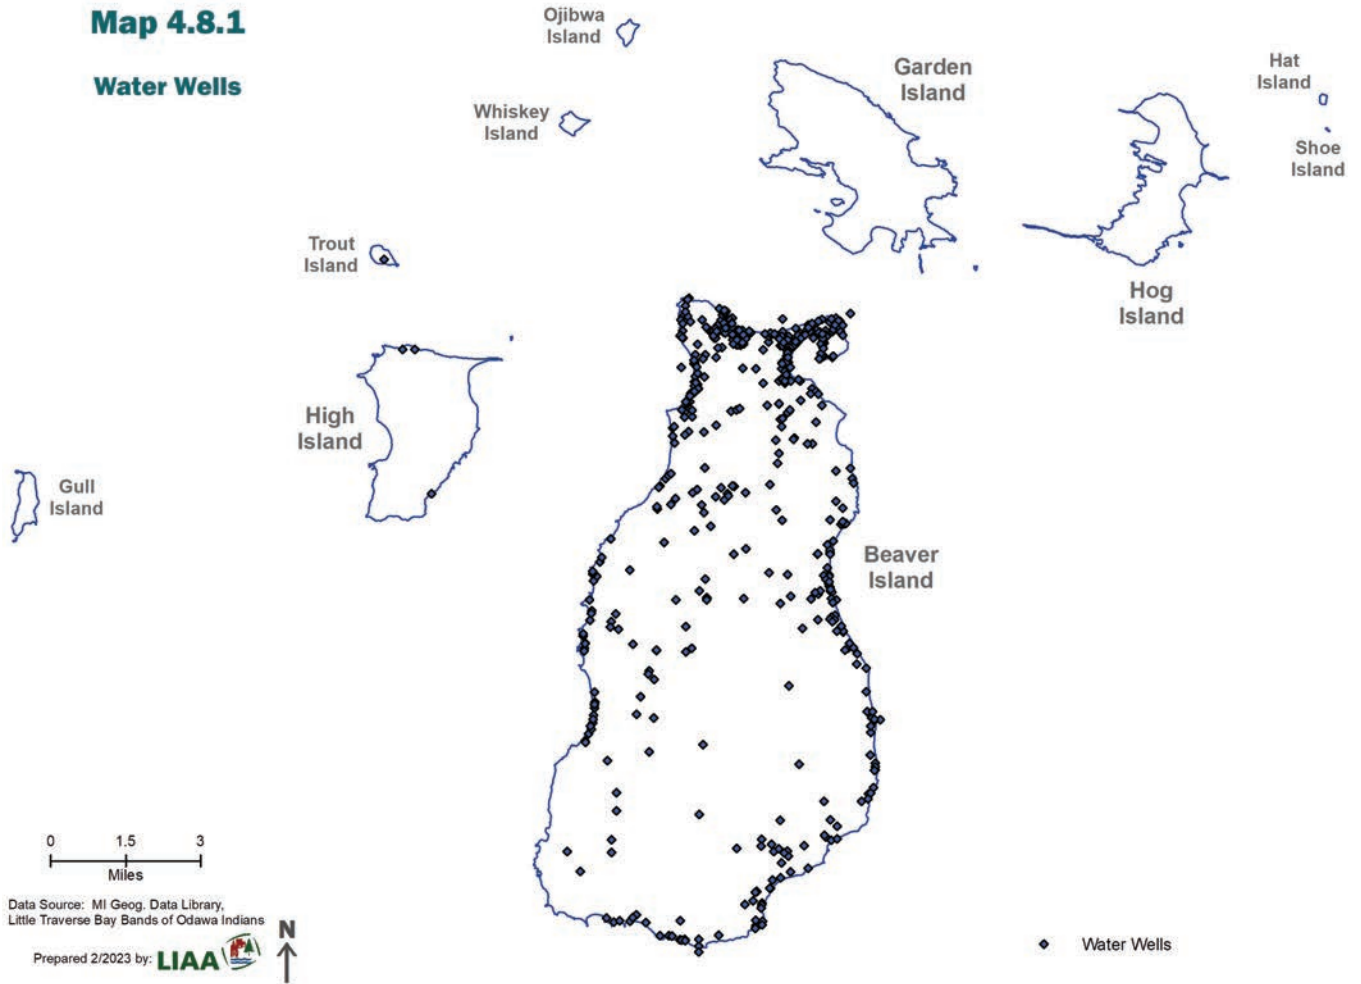 Map 4.8.1
Water Wells
Ojibwa
Island
Whiskey
Island
Garden
Island
Hat
Island
Shoe
Island
Trout
Island
Hog
Island
High
Island
Gull
Island
Beaver
Island
0 1.5 3
Miles
Data Source: MI Geog. Data Library,
Little Traverse Bay Bands of Odawa Indians
N
Prepared 2/2023 by: LIAA
Water Wells